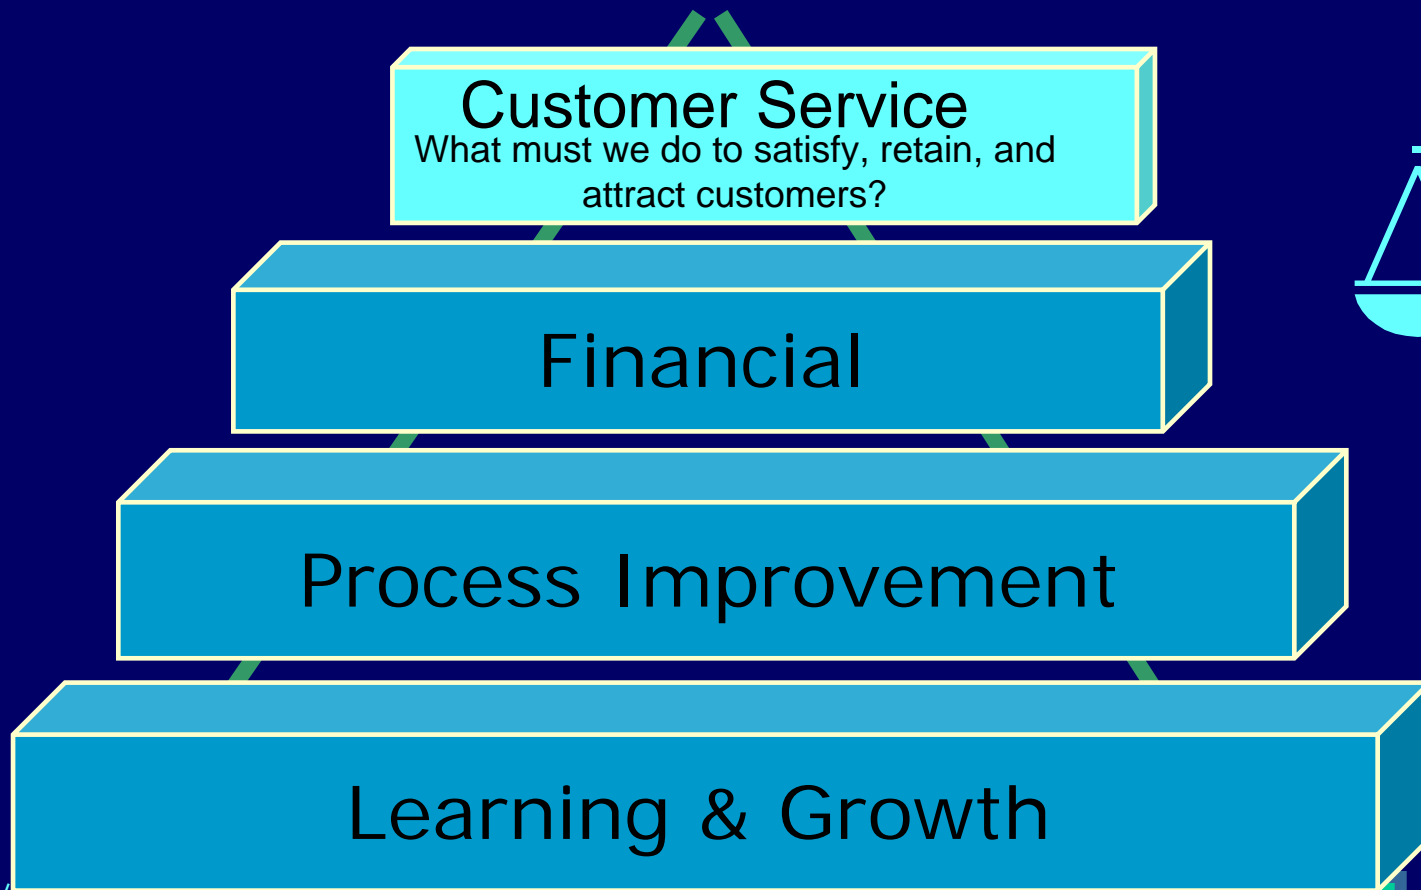 Customer Service
What must we do to satisfy, retain, and
attract customers?
Financial
Process Improvement
Learning & Growth